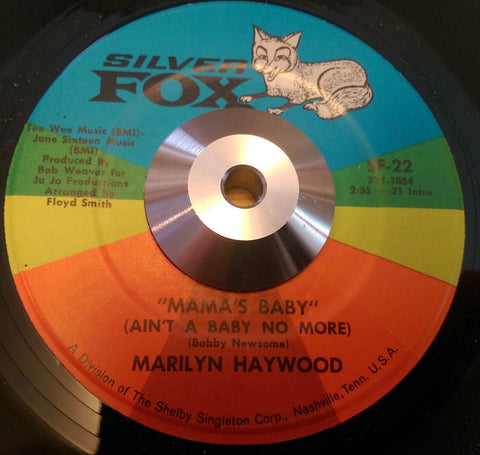 SILVER
FOX
Tee Wee Music (BMI)-
June Sixteen Music
(BMI)
Produced By
Bob Weaver for
Jo Jo Productions
Arranged By
Floyd Smith
SF-22
711-1054
2:38 + :21 Intro
"MAMA'S BABY"
(AIN'T A BABY NO MORE)
(Bobby Newsome)
MARILYN HAYWOOD
A Division of The Shelby Singleton Corp., Nashville, Tenn. U.S.A.